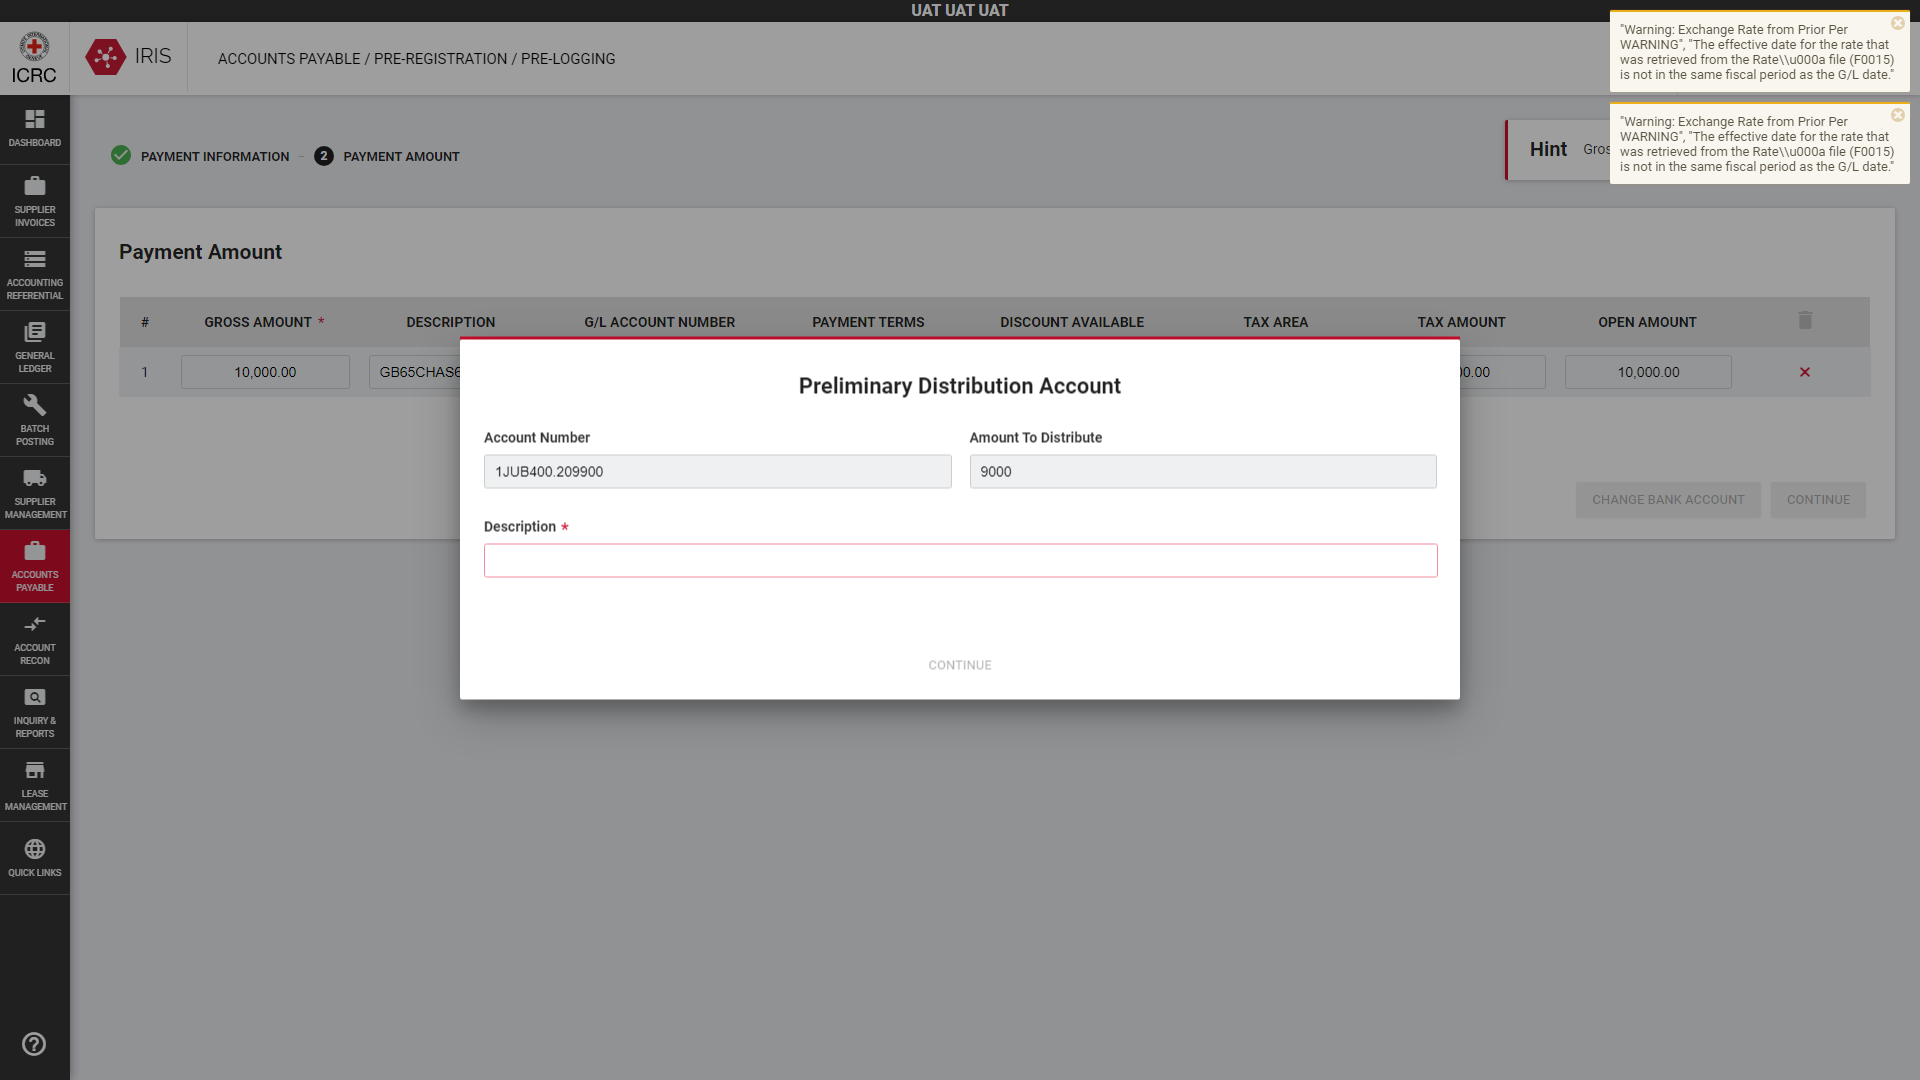 UAT UAT UAT
ICRC
IRIS
ACCOUNTS PAYABLE / PRE-REGISTRATION / PRE-LOGGING
"Warning: Exchange Rate from Prior Per
WARNING", "The effective date for the rate that
was retrieved from the Rate\\u000a file (F0015)
is not in the same fiscal period as the G/L date."
"Warning: Exchange Rate from Prior Per
WARNING", "The effective date for the rate that
was retrieved from the Rate\\u000a file (F0015)
is not in the same fiscal period as the G/L date."
DASHBOARD
SUPPLIER
INVOICES
ACCOUNTING
REFERENTIAL
GENERAL
LEDGER
BATCH
POSTING
SUPPLIER
MANAGEMENT
ACCOUNTS
PAYABLE
ACCOUNT
RECON
INQUIRY &
REPORTS
LEASE
MANAGEMENT
QUICK LINKS
PAYMENT INFORMATION - 2 PAYMENT AMOUNT
Hint Gros
Payment Amount
# GROSS AMOUNT * DESCRIPTION G/L ACCOUNT NUMBER PAYMENT TERMS DISCOUNT AVAILABLE TAX AREA TAX AMOUNT OPEN AMOUNT
1 10,000.00 GB65CHAS6 00.00 10,000.00
CHANGE BANK ACCOUNT CONTINUE
Preliminary Distribution Account
Account Number Amount To Distribute
1JUB400.209900 9000
Description *
CONTINUE